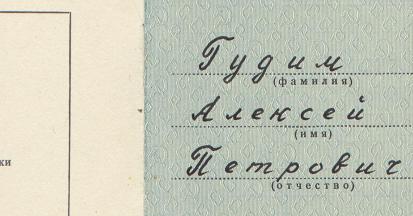 Гудим
(фамилия)
Алексей
(имя)
Петрович
(отчество)